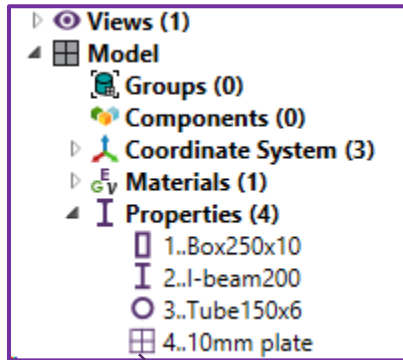 Views (1)
Model
Groups (0)
Components (0)
Coordinate System (3)
Materials (1)
Properties (4)
1..Box250x10
2..I-beam200
3..Tube150x6
4..10mm plate